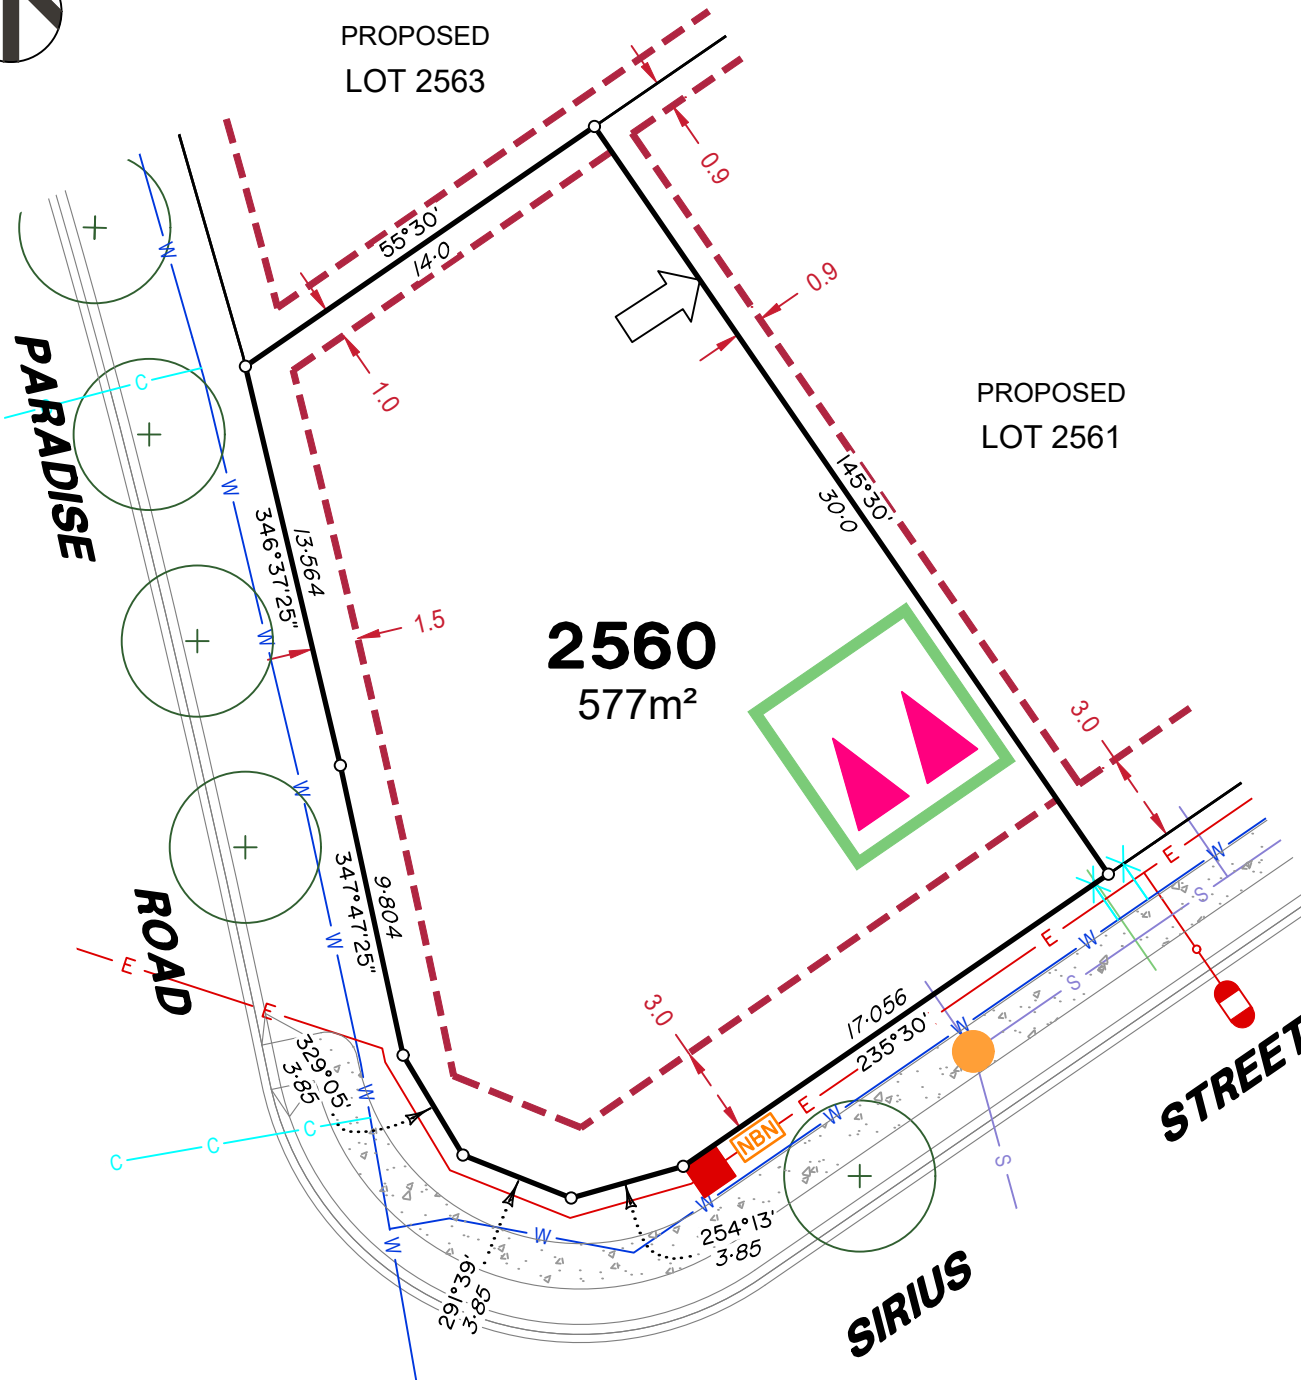 PROPOSED
LOT 2563
55°30'
14·0
0.9
0.9
1.0
PARADISE
C
W
W
PROPOSED
LOT 2561
145°30'
30·0
346°37'25"
13·564
1.5
W
2560
577m²
3.0
W
347°47'25"
9·804
W
ROAD
E
E
3.0
17·056
235°30'
E
W
S
E
W
S
W
STREET
329°05'
3·85
W
C
C
C
E
W
NBN
S
W
254°13'
3·85
W
W
291°39'
3·85
SIRIUS